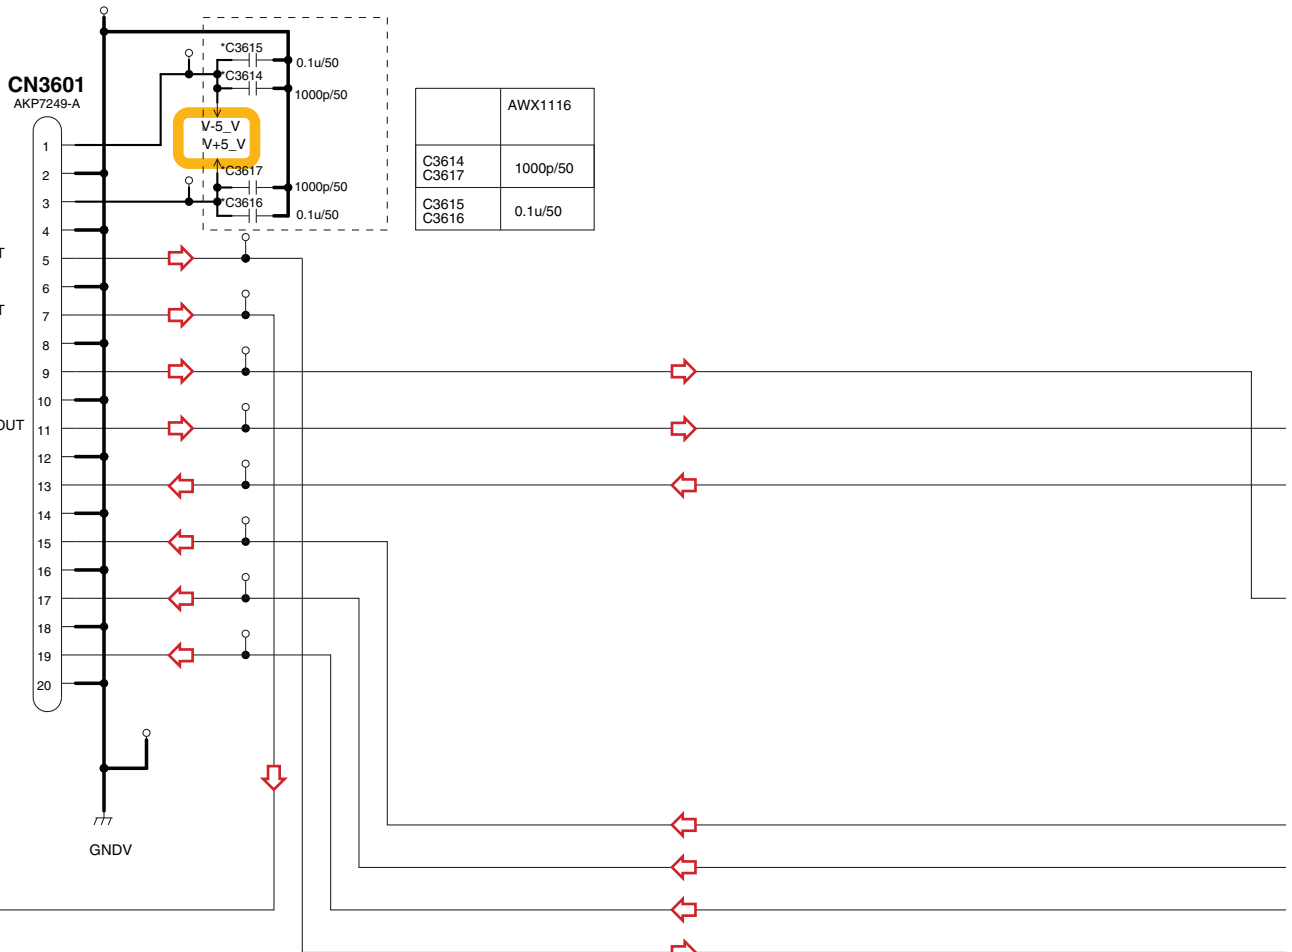 *C3615
0.1u/50
*C3614
1000p/50
CN3601
AKP7249-A
V-5_V
V+5_V
*C3617
1000p/50
*C3616
0.1u/50
AWX1116
C3614
C3617
1000p/50
C3615
C3616
0.1u/50
1
2
3
4
T
5
6
T
7
8
9
10
OUT
11
12
13
14
15
16
17
18
19
20
GNDV